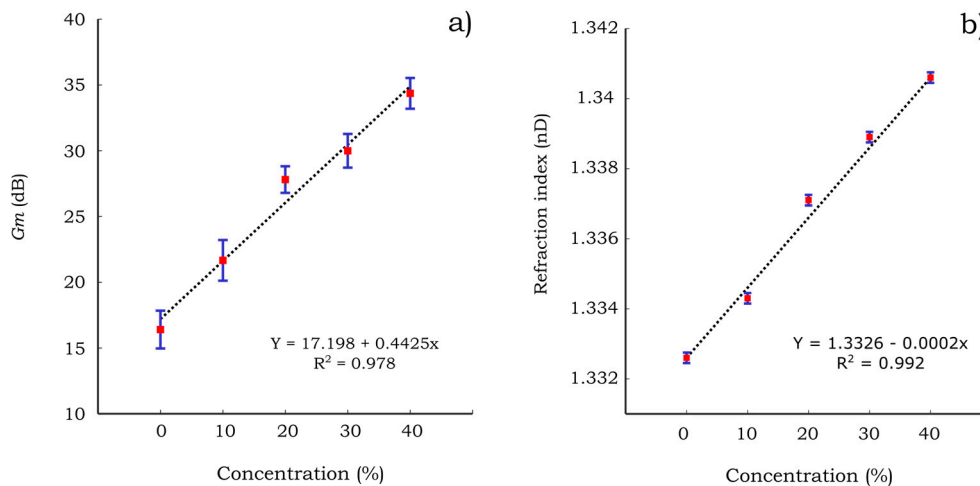 a)
40
35
30
25
20
15
10
Gm (dB)
Y = 17.198 + 0.4425x
R² = 0.978
0 10 20 30 40
Concentration (%)
b)
1.342
1.34
1.338
1.336
1.334
1.332
Refraction index (nD)
Y = 1.3326 - 0.0002x
R² = 0.992
0 10 20 30 40
Concentration (%)